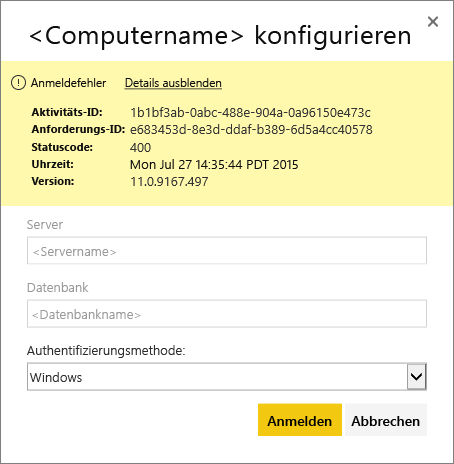 <Computername> konfigurieren
Anmeldefehler Details ausblenden
Aktivitäts-ID: 1b1bf3ab-0abc-488e-904a-0a96150e473c
Anforderungs-ID: e683453d-8e3d-ddaf-b389-6d5a4cc40578
Statuscode: 400
Uhrzeit: Mon Jul 27 14:35:44 PDT 2015
Version: 11.0.9167.497
Server
<Servername>
Datenbank
<Datenbankname>
Authentifizierungsmethode:
Windows
Anmelden Abbrechen